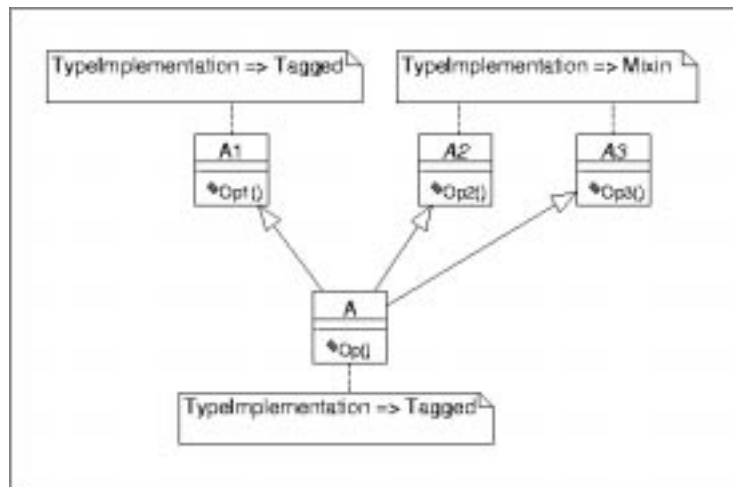 TypeImplementation => Tagged
TypeImplementation => Mixin
A1
A2
A3
Op1()
Op2()
Op3()
A
Op()
TypeImplementation => Tagged